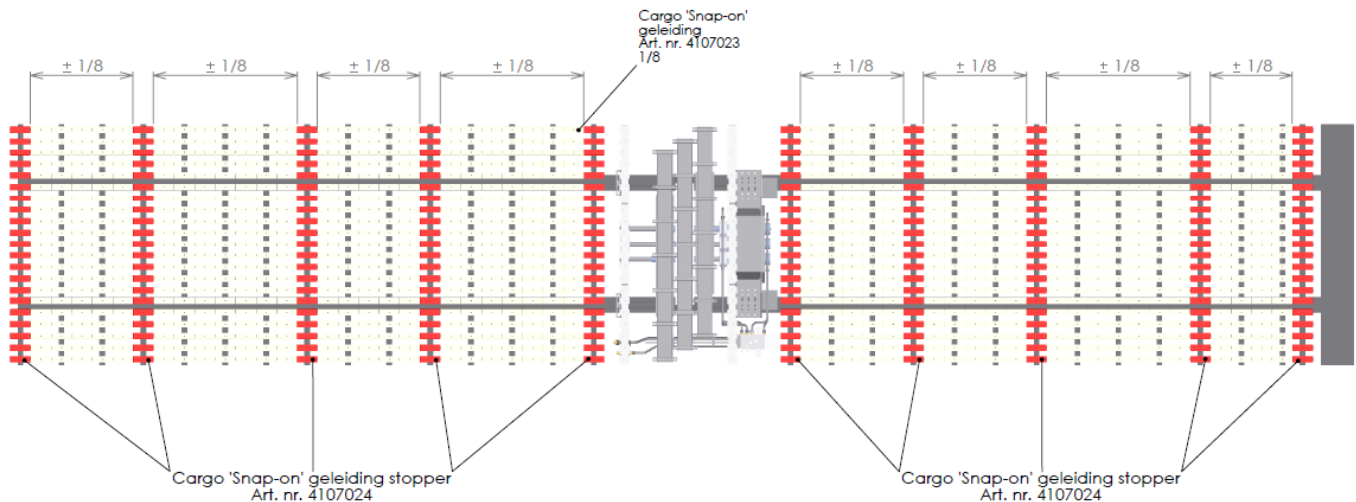 Cargo 'Snap-on'
geleiding
Art. nr. 4107023
1/8
± 1/8
± 1/8
± 1/8
± 1/8
± 1/8
± 1/8
± 1/8
± 1/8
Cargo 'Snap-on' geleiding stopper
Art. nr. 4107024
Cargo 'Snap-on' geleiding stopper
Art. nr. 4107024